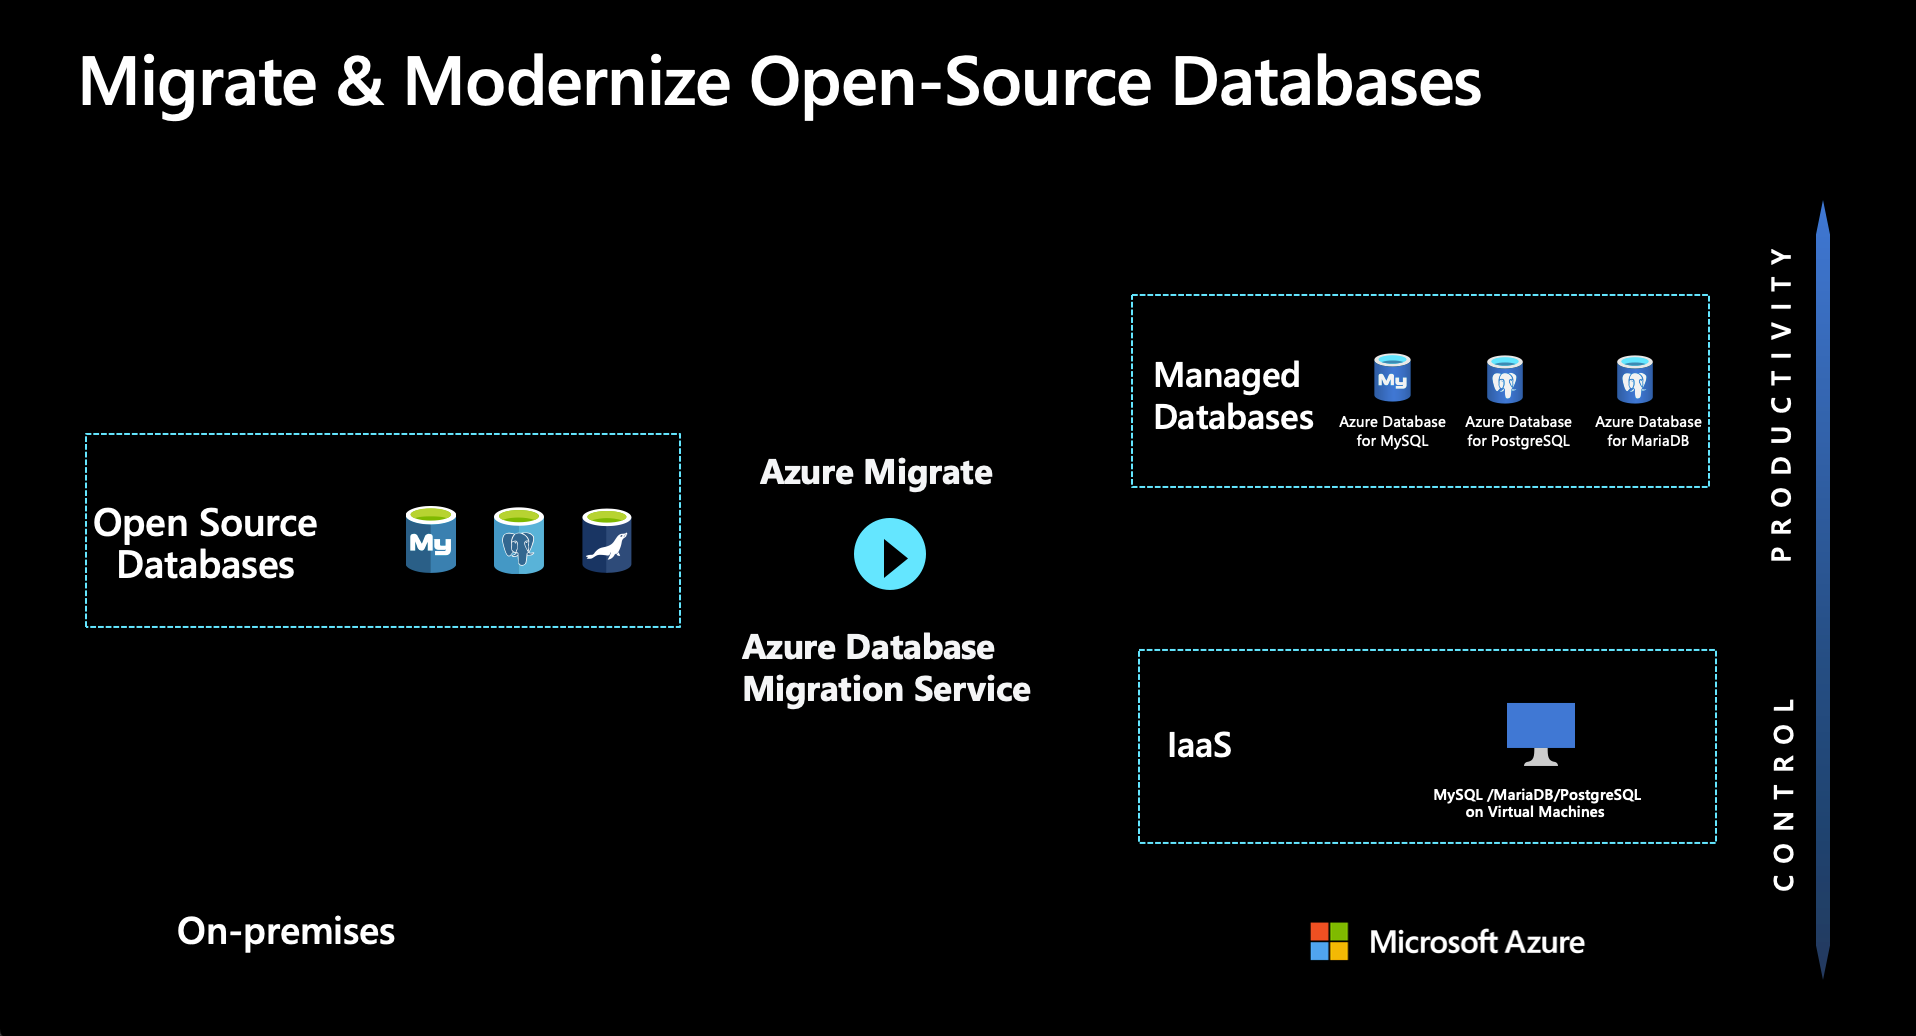 Migrate & Modernize Open-Source Databases
Open Source
Databases
My
On-premises
Azure Migrate
Azure Database
Migration Service
Managed
Databases
My
Azure Database
for MySQL
Azure Database
for PostgreSQL
Azure Database
for MariaDB
IaaS
MySQL /MariaDB/PostgreSQL
on Virtual Machines
Microsoft Azure
PRODUCTIVITY
CONTROL